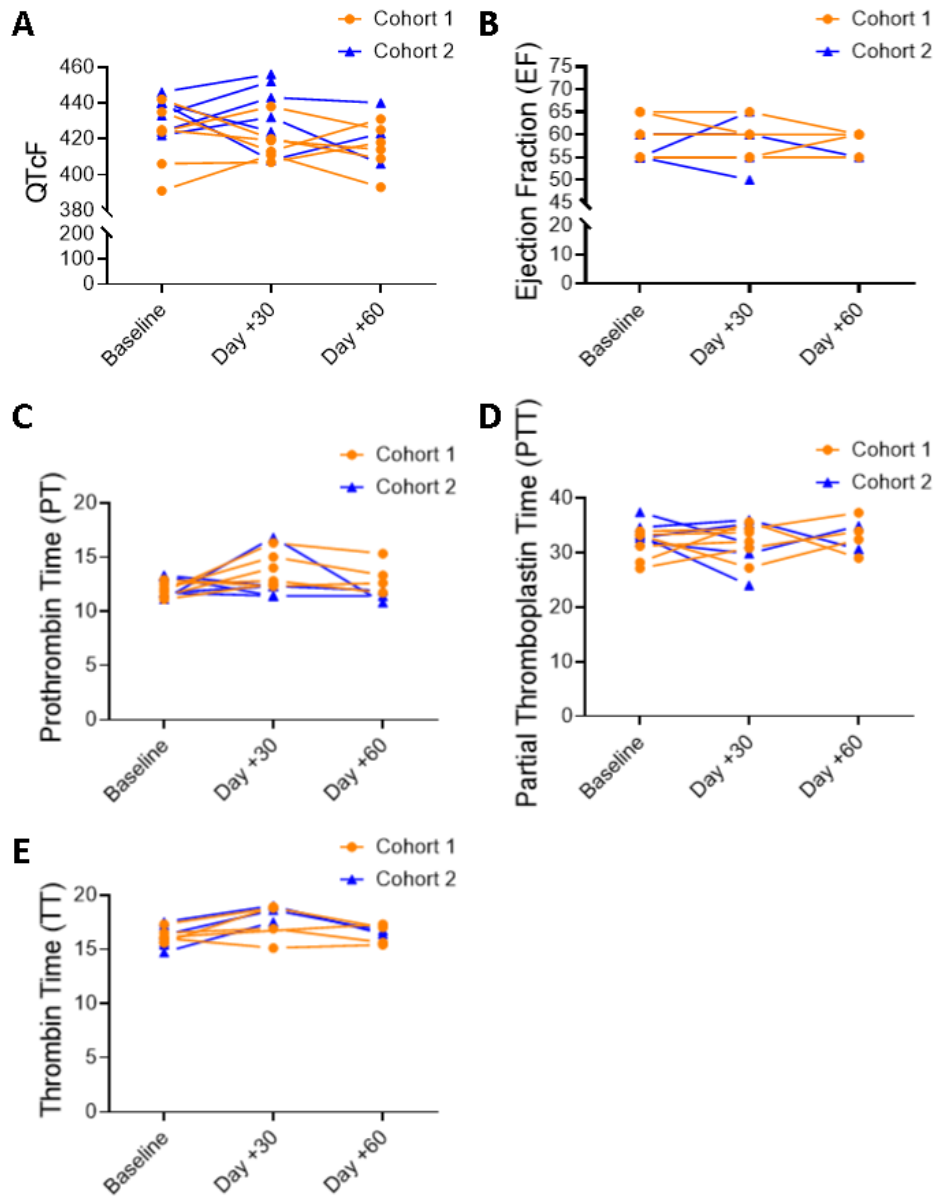 A
Cohort 1
Cohort 2
QTcF
460
440
420
400
380
200
100
0
Baseline
Day +30
Day +60
B
Cohort 1
Cohort 2
Ejection Fraction (EF)
75
70
65
60
55
50
45
20
0
Baseline
Day +30
Day +60
C
Cohort 1
Cohort 2
Prothrombin Time (PT)
20
15
10
5
0
Baseline
Day +30
Day +60
D
Cohort 1
Cohort 2
Partial Thromboplastin Time (PTT)
40
30
20
10
0
Baseline
Day +30
Day +60
E
Cohort 1
Cohort 2
Thrombin Time (TT)
20
15
10
5
0
Baseline
Day +30
Day +60